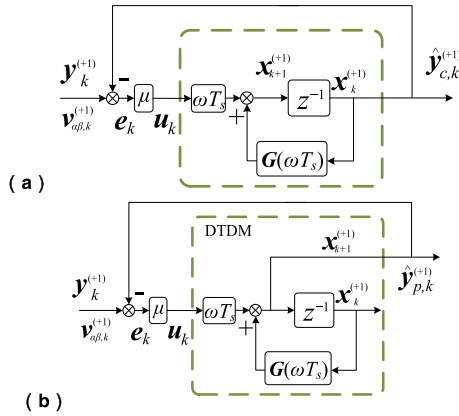 y_k^(+1)
v_αβ,k^(+1)
-
e_k
μ
u_k
ωT_s
+
x_k+1^(+1)
z^-1
x_k^(+1)
G(ωT_s)
ŷ_c,k^(+1)
( a )
DTDM
y_k^(+1)
v_αβ,k^(+1)
-
e_k
μ
u_k
ωT_s
+
x_k+1^(+1)
z^-1
x_k^(+1)
G(ωT_s)
ŷ_p,k^(+1)
( b )